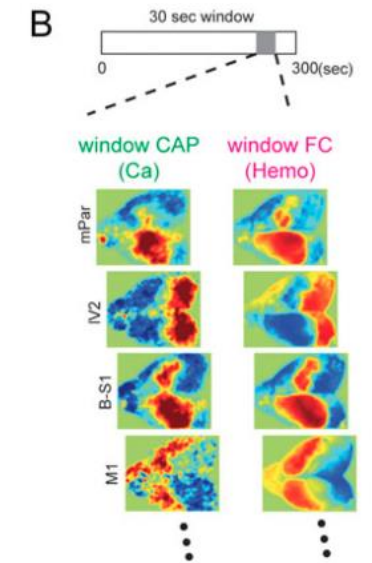 B
30 sec window
0
300(sec)
window CAP
(Ca)
window FC
(Hemo)
mPar
lV2
B-S1
M1